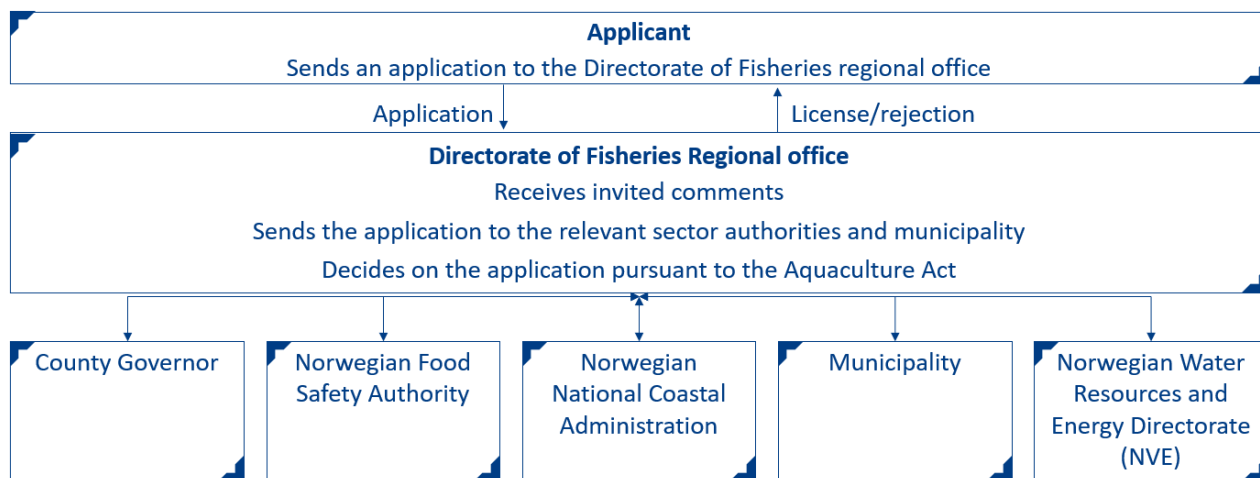 Applicant
Sends an application to the Directorate of Fisheries regional office
Application
License/rejection
Directorate of Fisheries Regional office
Receives invited comments
Sends the application to the relevant sector authorities and municipality
Decides on the application pursuant to the Aquaculture Act
County Governor
Norwegian Food
Safety Authority
Norwegian
National Coastal
Administration
Municipality
Norwegian Water
Resources and
Energy Directorate
(NVE)